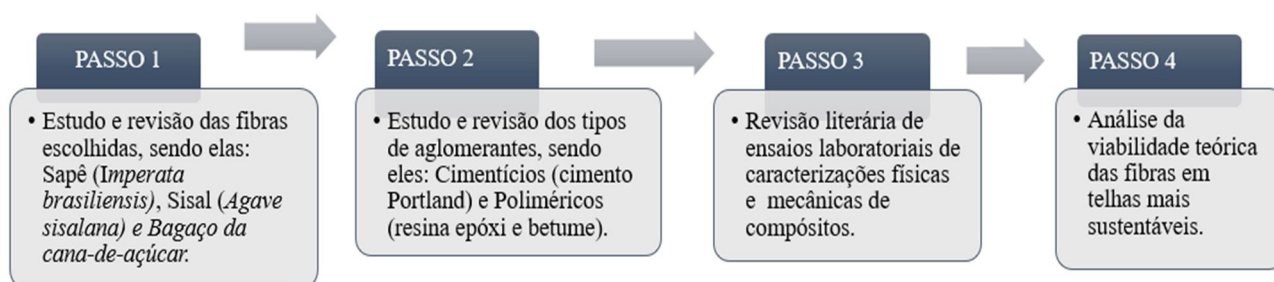 PASSO 1
• Estudo e revisão das fibras
escolhidas, sendo elas:
Sapê (Imperata
brasiliensis), Sisal (Agave
sisalana) e Bagaço da
cana-de-açúcar.
PASSO 2
• Estudo e revisão dos tipos
de aglomerantes, sendo
eles: Cimentícios (cimento
Portland) e Poliméricos
(resina epóxi e betume).
PASSO 3
• Revisão literária de
ensaios laboratoriais de
caracterizações físicas
e mecânicas de
compósitos.
PASSO 4
• Análise da
viabilidade teórica
das fibras em
telhas mais
sustentáveis.